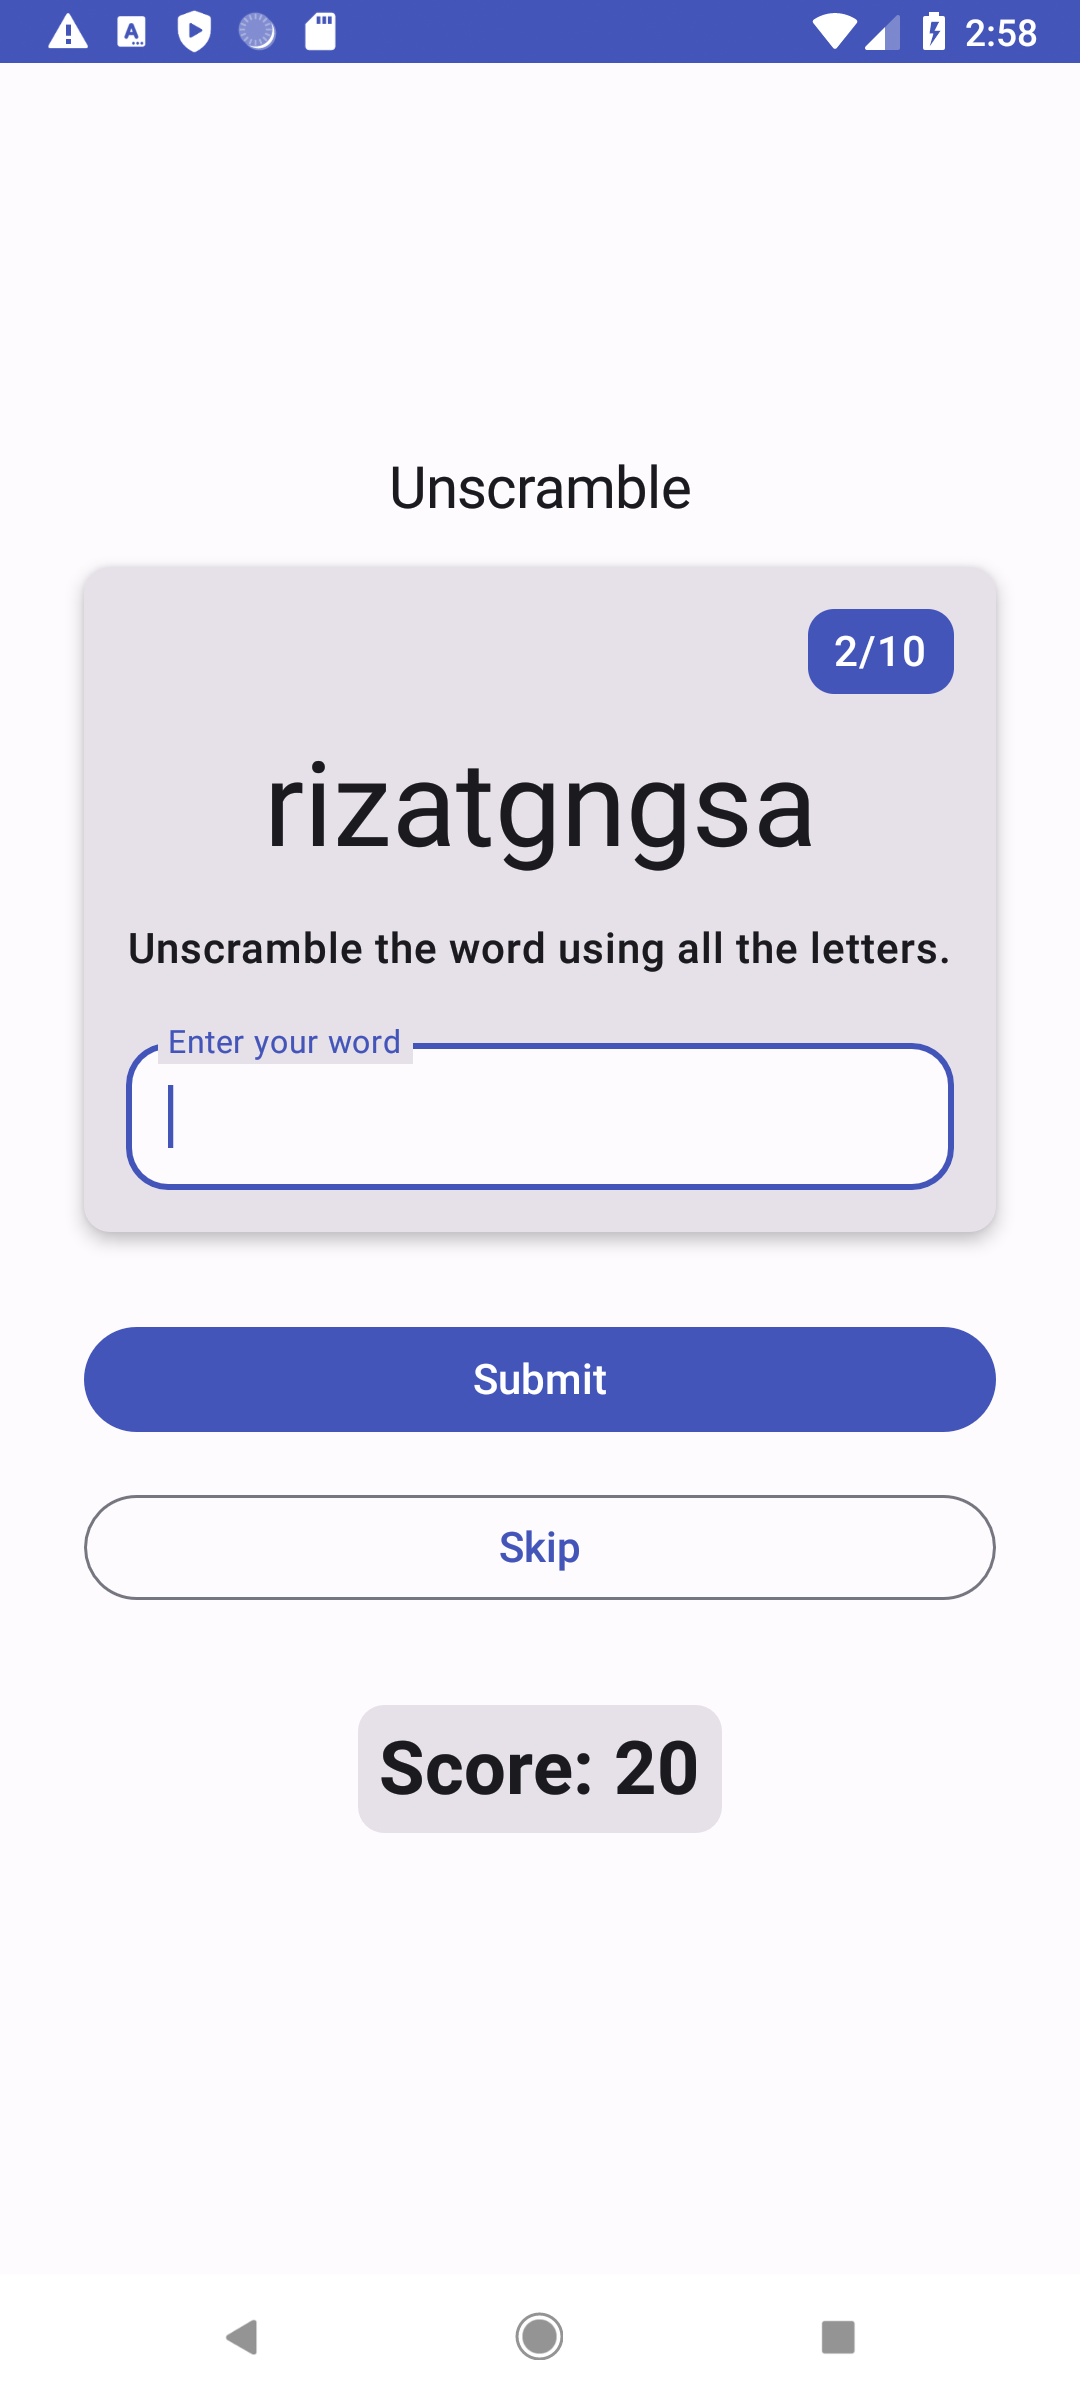 2:58
Unscramble
2/10
rizatgngsa
Unscramble the word using all the letters.
Enter your word
Submit
Skip
Score: 20